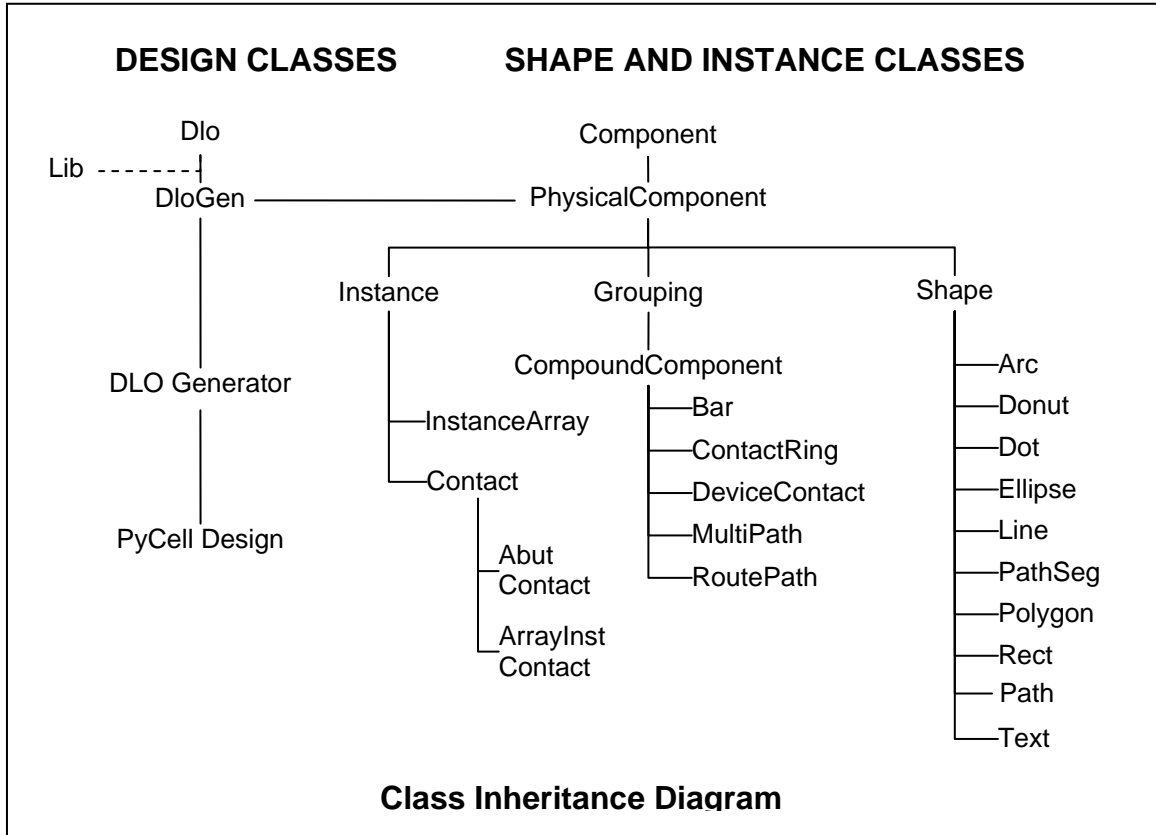 DESIGN CLASSES
SHAPE AND INSTANCE CLASSES
Dlo
Lib
DloGen
DLO Generator
PyCell Design
Component
PhysicalComponent
Instance
Grouping
Shape
InstanceArray
Contact
Abut
Contact
ArrayInst
Contact
CompoundComponent
Bar
ContactRing
DeviceContact
MultiPath
RoutePath
Arc
Donut
Dot
Ellipse
Line
PathSeg
Polygon
Rect
Path
Text
Class Inheritance Diagram